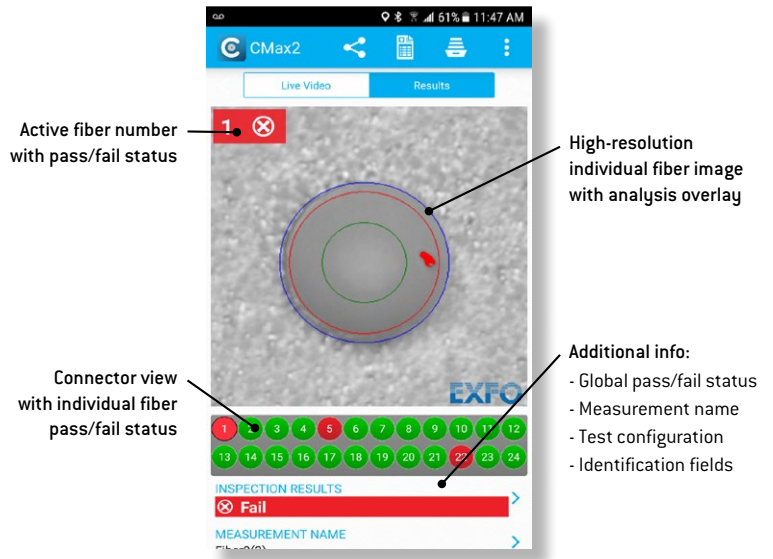 61% 11:47 AM
CMax2
Live Video Results
1
Active fiber number
with pass/fail status
High-resolution
individual fiber image
with analysis overlay
EXFO
Connector view
with individual fiber
pass/fail status
1 2 3 4 5 6 7 8 9 10 11 12
13 14 15 16 17 18 19 20 21 22 23 24
Additional info:
- Global pass/fail status
- Measurement name
- Test configuration
- Identification fields
INSPECTION RESULTS
Fail
MEASUREMENT NAME